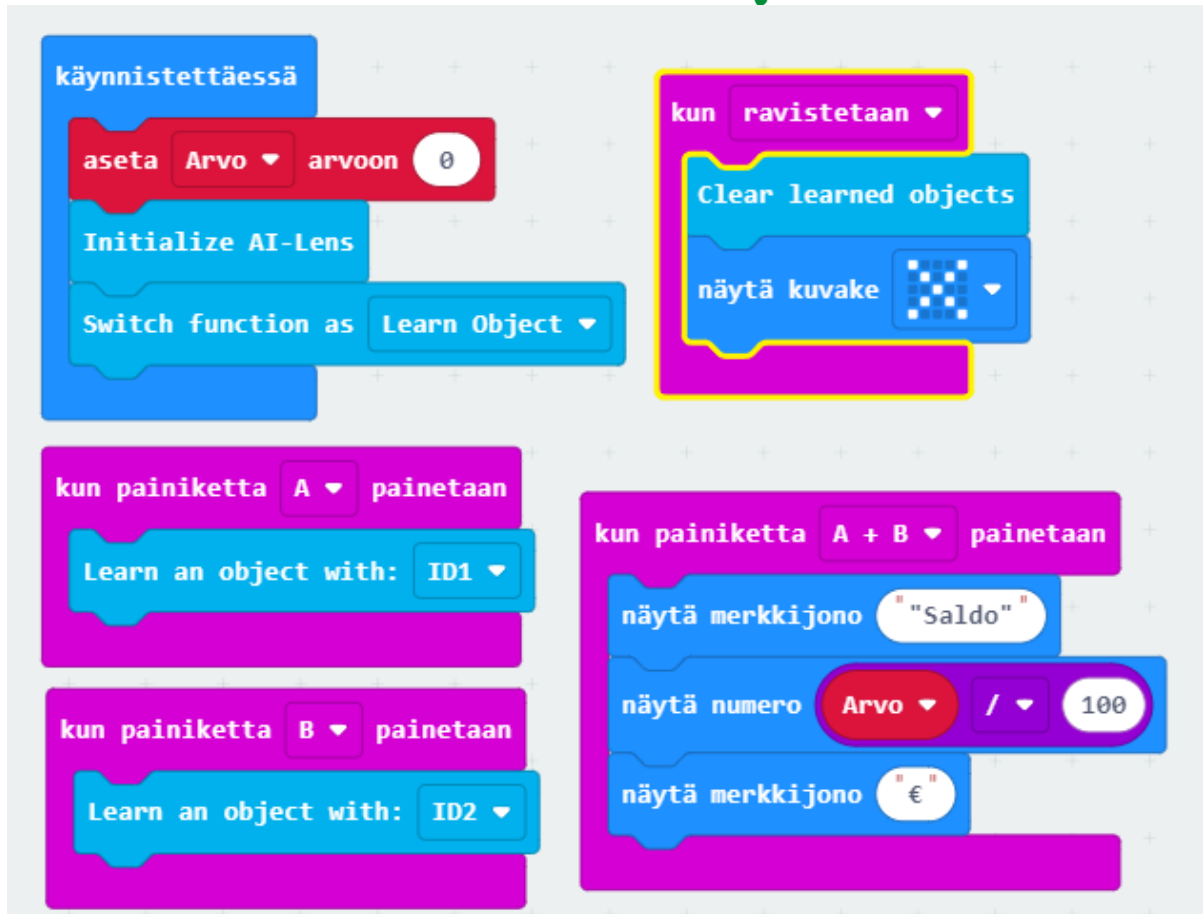 käynnistettäessä
aseta Arvo arvoon 0
Initialize AI-Lens
Switch function as Learn Object
kun ravistetaan
Clear learned objects
näytä kuvake
kun painiketta A painetaan
Learn an object with: ID1
kun painiketta B painetaan
Learn an object with: ID2
kun painiketta A + B painetaan
näytä merkkijono ""Saldo""
näytä numero Arvo / 100
näytä merkkijono "€"